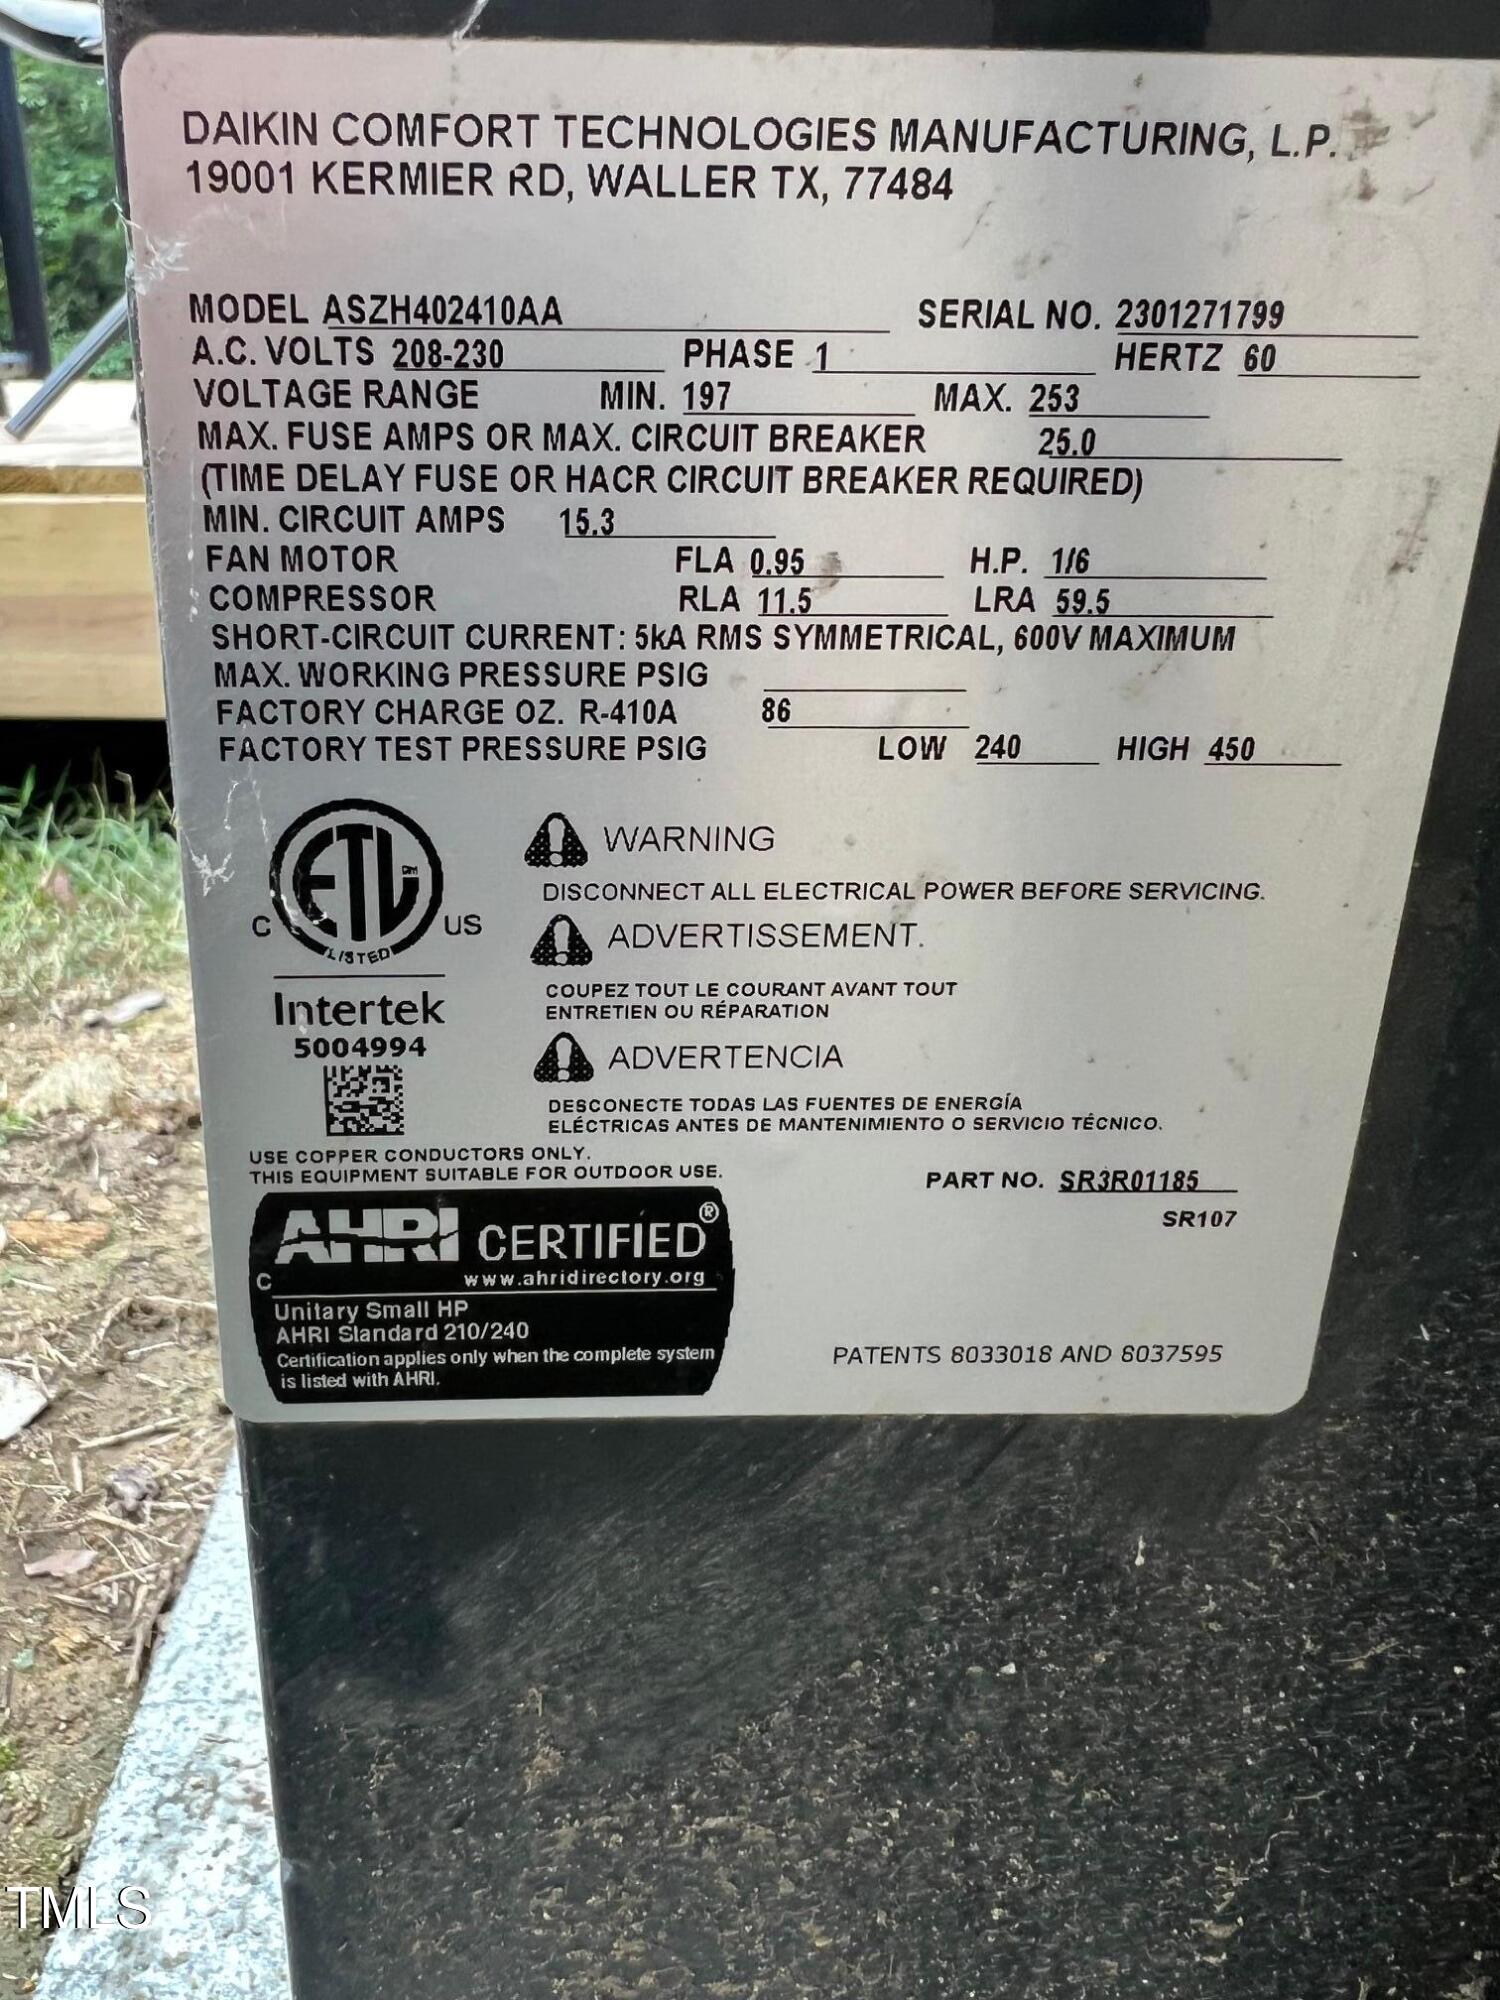 DAIKIN COMFORT TECHNOLOGIES MANUFACTURING, L.P.
19001 KERMIER RD, WALLER TX, 77484
MODEL ASZH402410AA SERIAL NO. 2301271799
A.C. VOLTS 208-230 PHASE 1 HERTZ 60
VOLTAGE RANGE MIN. 197 MAX. 253
MAX. FUSE AMPS OR MAX. CIRCUIT BREAKER 25.0
(TIME DELAY FUSE OR HACR CIRCUIT BREAKER REQUIRED)
MIN. CIRCUIT AMPS 15.3
FAN MOTOR FLA 0.95 H.P. 1/6
COMPRESSOR RLA 11.5 LRA 59.5
SHORT-CIRCUIT CURRENT: 5kA RMS SYMMETRICAL, 600V MAXIMUM
MAX. WORKING PRESSURE PSIG
FACTORY CHARGE OZ. R-410A 86
FACTORY TEST PRESSURE PSIG LOW 240 HIGH 450
C ETL CM LISTED US
Intertek
5004994
WARNING
DISCONNECT ALL ELECTRICAL POWER BEFORE SERVICING.
ADVERTISSEMENT.
COUPEZ TOUT LE COURANT AVANT TOUT
ENTRETIEN OU RÉPARATION
ADVERTENCIA
DESCONECTE TODAS LAS FUENTES DE ENERGÍA
ELÉCTRICAS ANTES DE MANTENIMIENTO O SERVICIO TÉCNICO.
USE COPPER CONDUCTORS ONLY.
THIS EQUIPMENT SUITABLE FOR OUTDOOR USE.
PART NO. SR3R01185
SR107
AHRI CERTIFIED®
C www.ahridirectory.org
Unitary Small HP
AHRI Standard 210/240
Certification applies only when the complete system
is listed with AHRI.
PATENTS 8033018 AND 8037595
TMLS